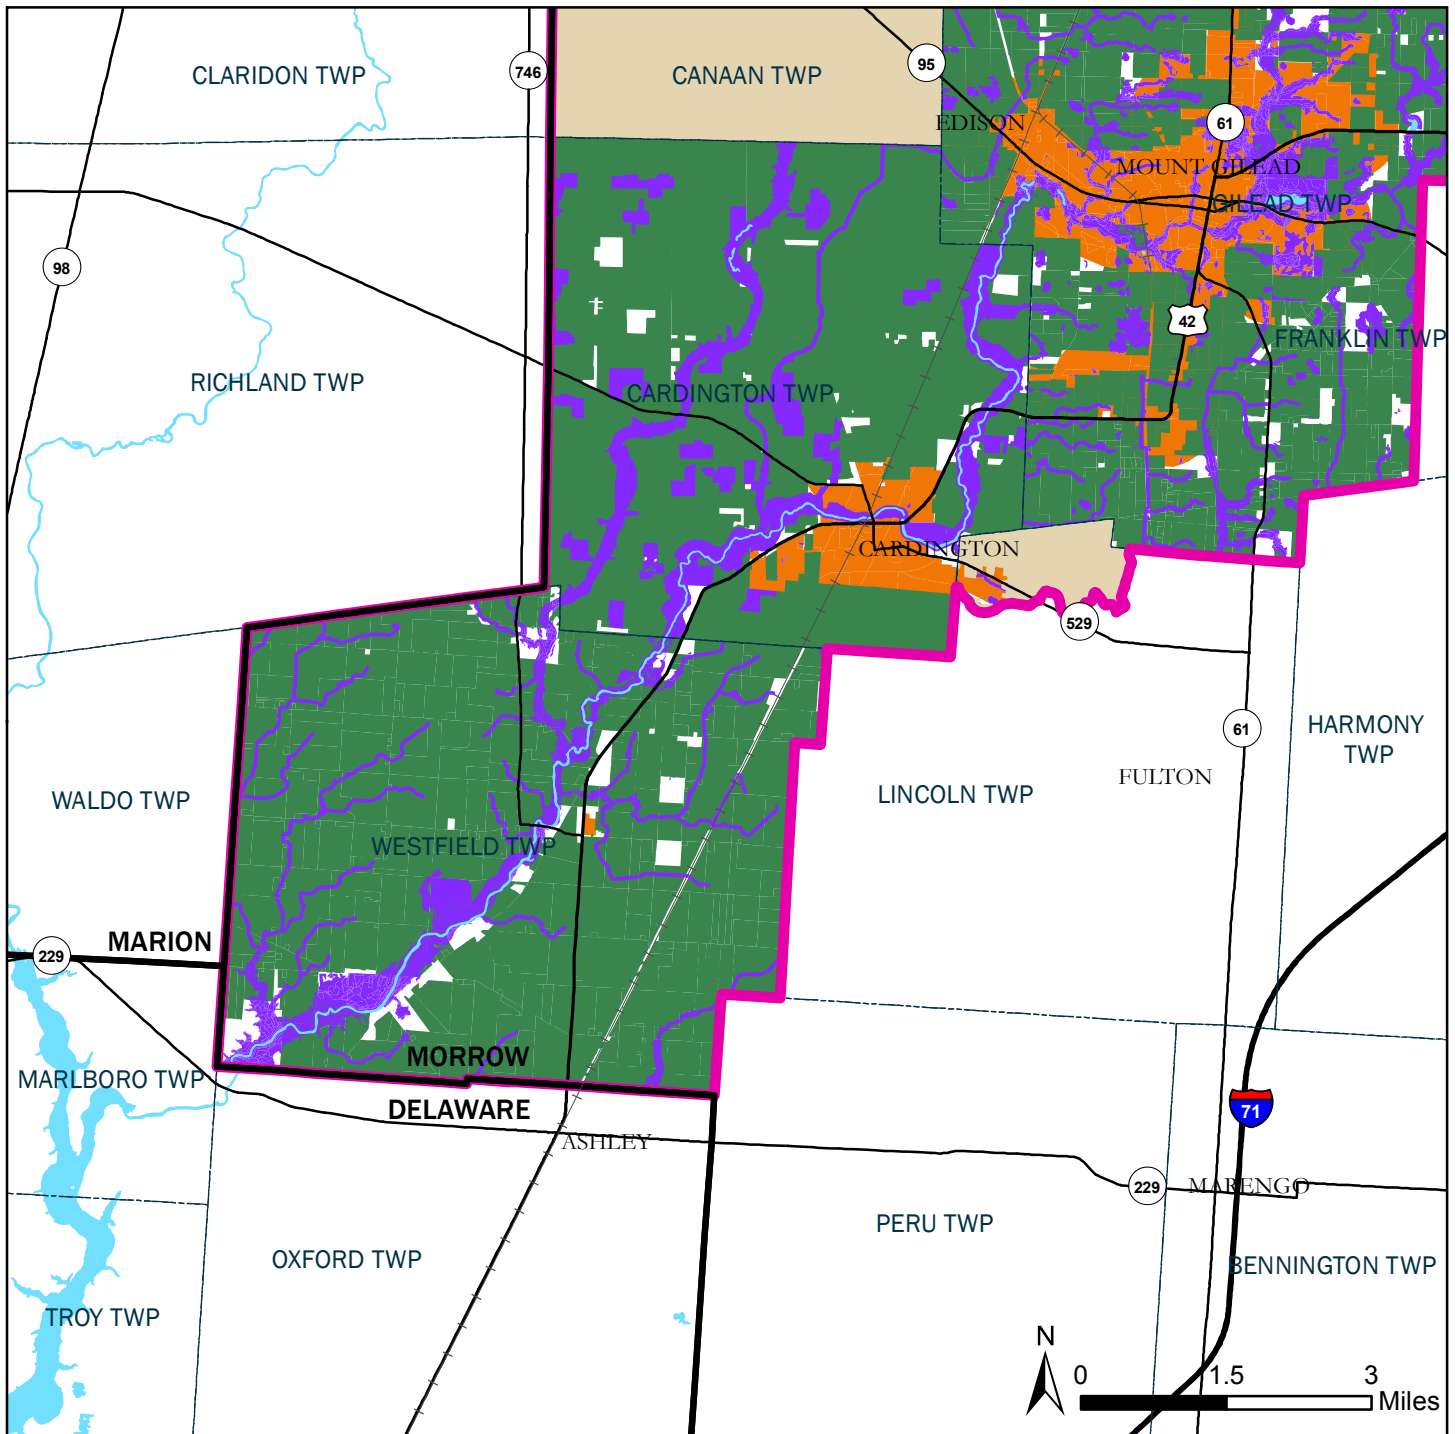 CLARIDON TWP
746
CANAAN TWP
95
EDISON
61
MOUNT GILEAD
GILEAD TWP
98
42
FRANKLIN TWP
RICHLAND TWP
CARDINGTON TWP
CARDINGTON
529
61
HARMONY
TWP
FULTON
WALDO TWP
LINCOLN TWP
WESTFIELD TWP
MARION
229
MORROW
MARLBORO TWP
DELAWARE
71
ASHLEY
229
MARENGO
PERU TWP
OXFORD TWP
BENNINGTON TWP
TROY TWP
N
0 1.5 3
Miles